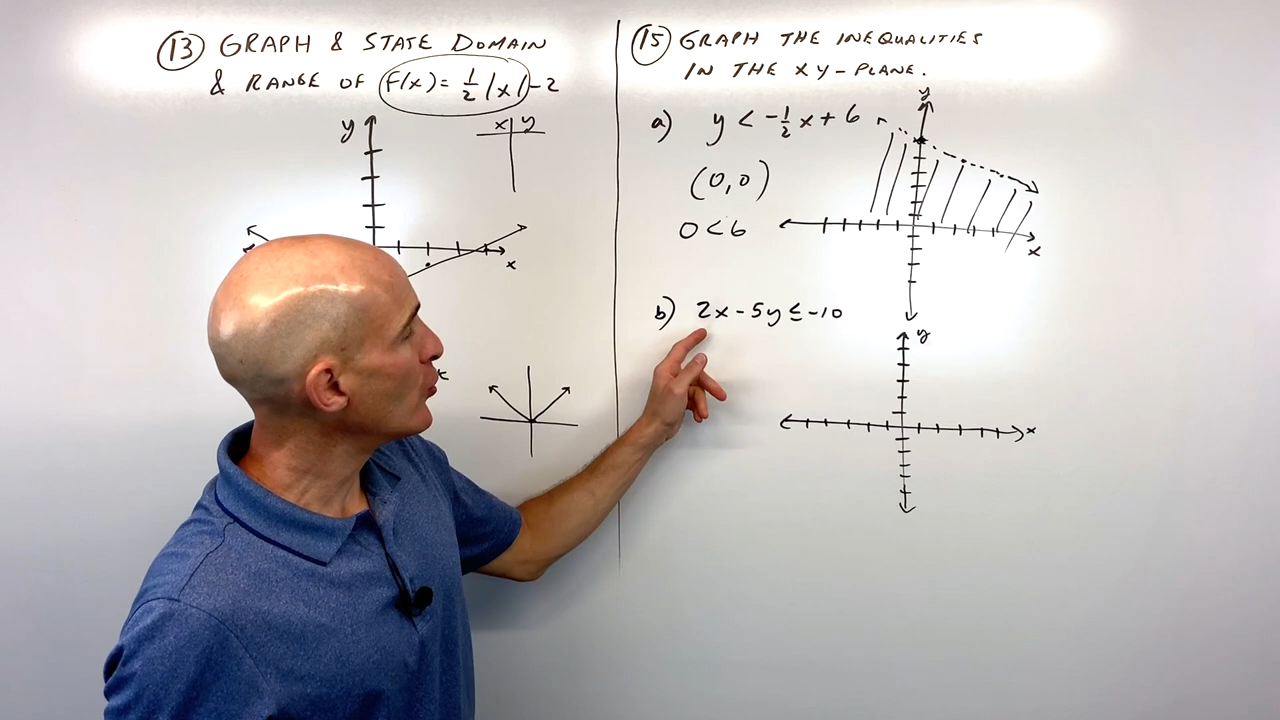 13 GRAPH & STATE DOMAIN
& RANGE OF f(x) = 1/2 |x| - 2
y
x y
x
15 GRAPH THE INEQUALITIES
IN THE XY-PLANE.
a) y < -1/2 x + 6
(0,0)
0 < 6
y
x
b) 2x - 5y ≤ -10
y
x